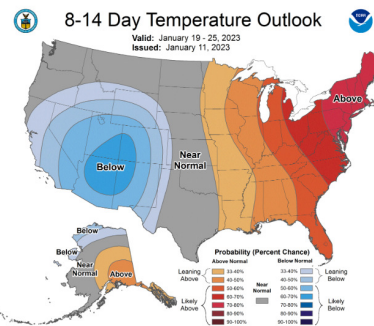 8-14 Day Temperature Outlook
Valid: January 19 - 25, 2023
Issued: January 11, 2023
Above
Near
Normal
Below
Below
Below
Near
Normal
Above
Probability (Percent Chance)
Above Normal
Below Normal
Leaning
Above
Likely
Above
33-40%
40-50%
50-60%
60-70%
70-80%
80-90%
90-100%
Near
Normal
33-40%
40-50%
50-60%
60-70%
70-80%
80-90%
90-100%
Leaning
Below
Likely
Below